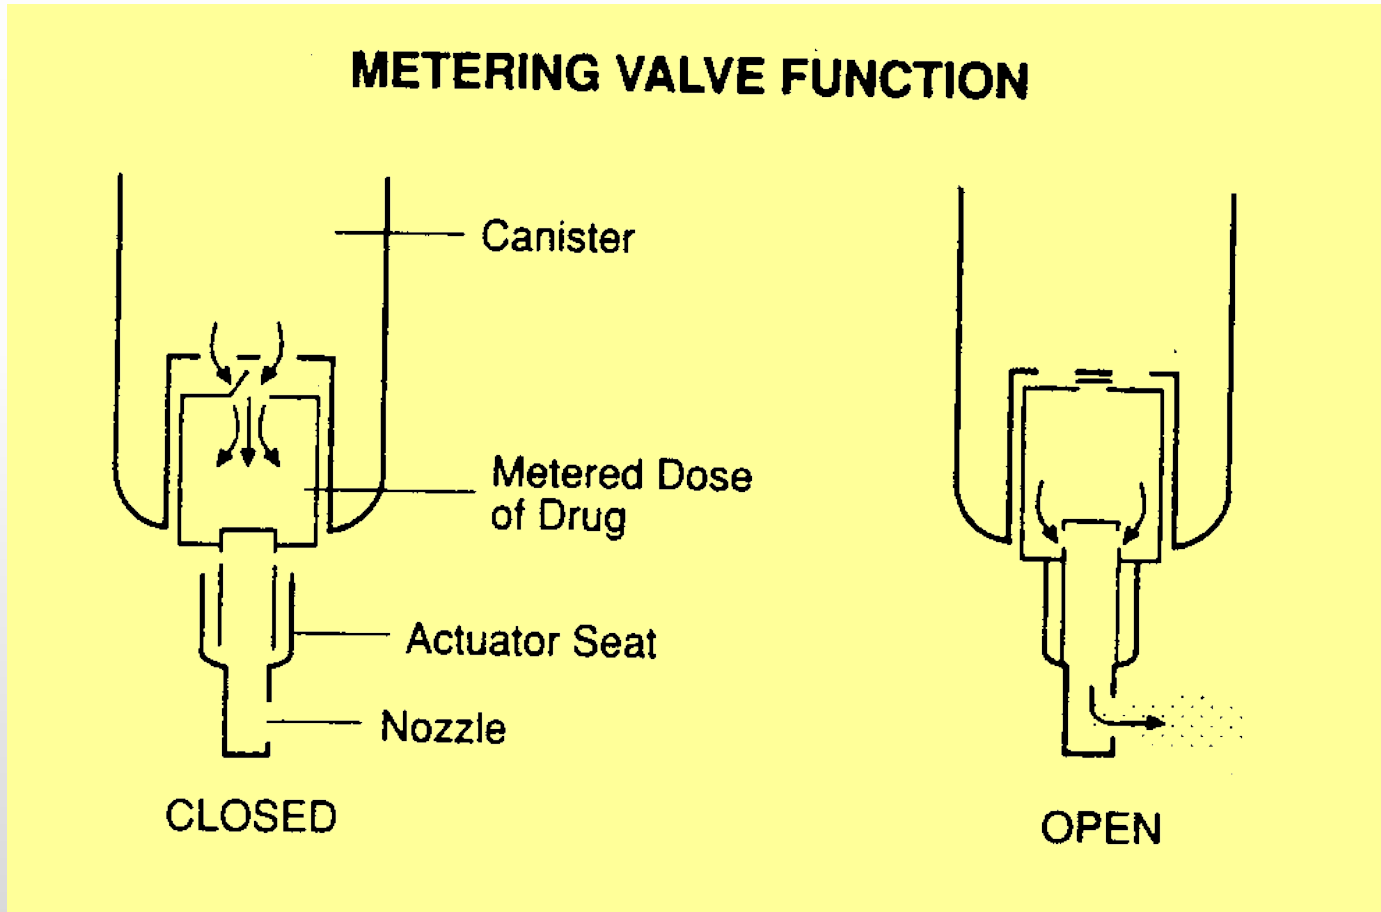 METERING VALVE FUNCTION
Canister
Metered Dose
of Drug
Actuator Seat
Nozzle
CLOSED
OPEN